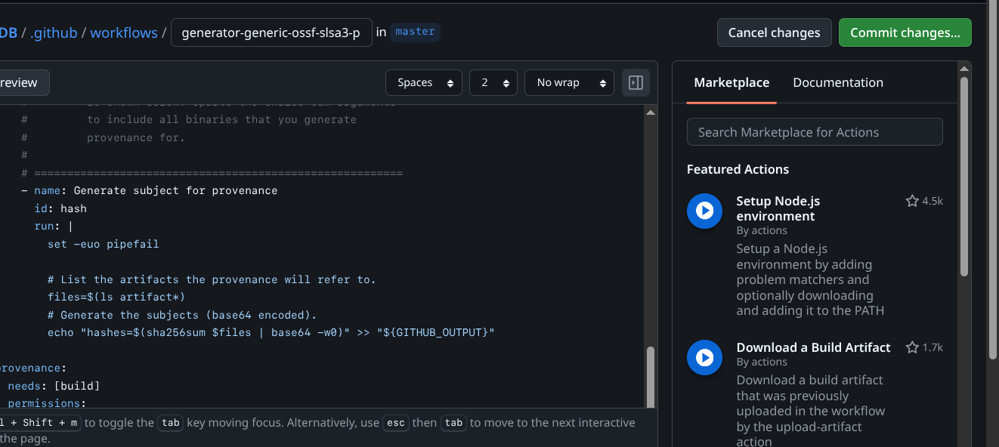 DB / .github / workflows / generator-generic-ossf-slsa3-p in master
Cancel changes
Commit changes...
review
Spaces
2
No wrap
# to include all binaries that you generate
# provenance for.
#
# ========================================================
- name: Generate subject for provenance
id: hash
run: |
set -euo pipefail
# List the artifacts the provenance will refer to.
files=$(ls artifact*)
# Generate the subjects (base64 encoded).
echo "hashes=$(sha256sum $files | base64 -w0)" >> "${GITHUB_OUTPUT}"
provenance:
needs: [build]
permissions:
l + Shift + m to toggle the tab key moving focus. Alternatively, use esc then tab to move to the next interactive
the page.
Marketplace
Documentation
Search Marketplace for Actions
Featured Actions
Setup Node.js
environment
4.5k
By actions
Setup a Node.js
environment by adding
problem matchers and
optionally downloading
and adding it to the PATH
Download a Build Artifact
1.7k
By actions
Download a build artifact
that was previously
uploaded in the workflow
by the upload-artifact
action